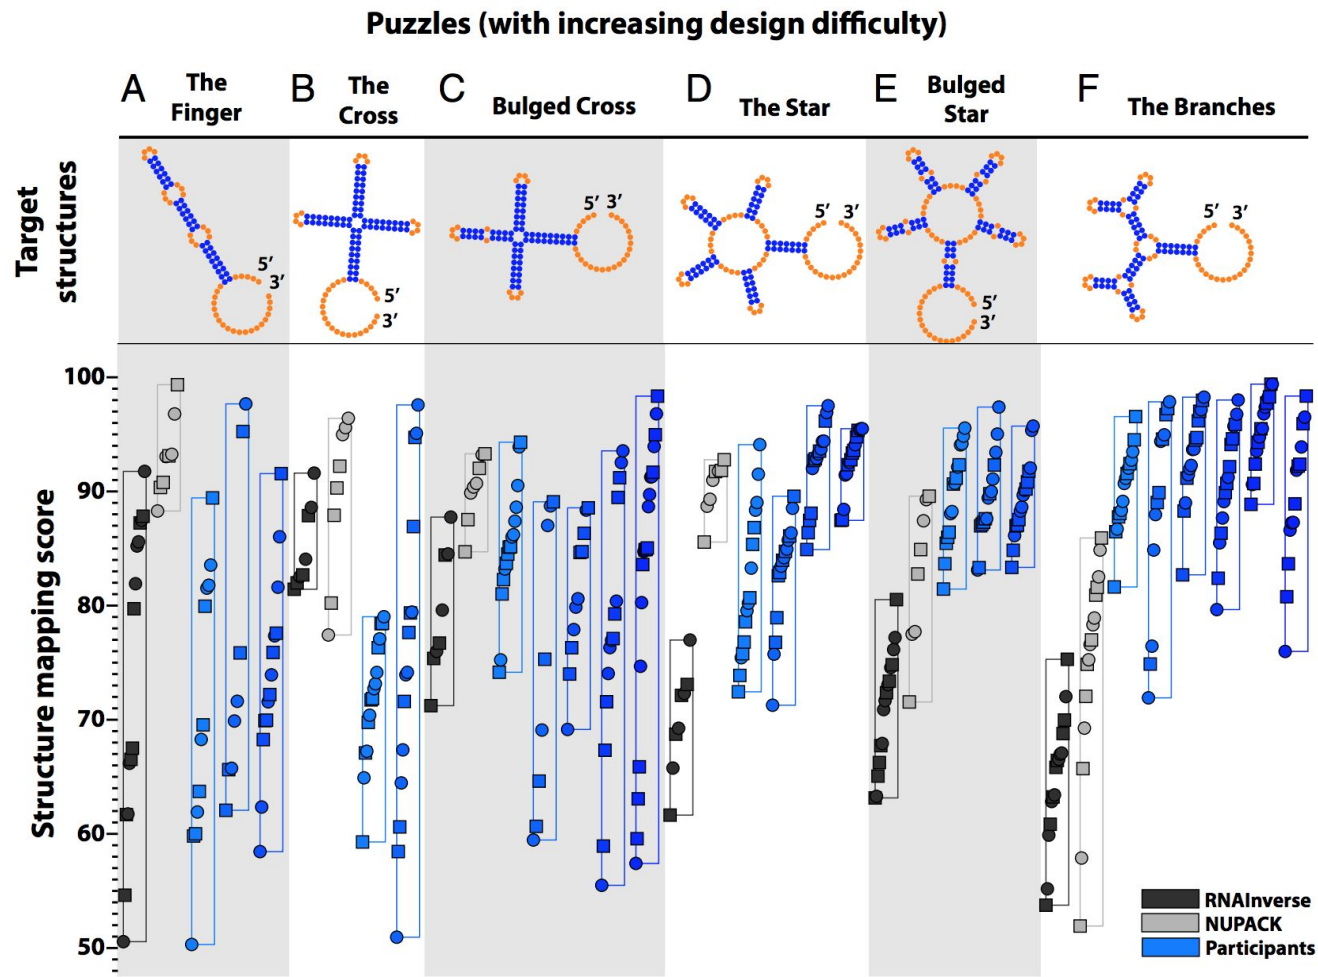 Puzzles (with increasing design difficulty)
A The Finger
B The Cross
C Bulged Cross
D The Star
E Bulged Star
F The Branches
Target structures
5’ 3’
5’ 3’
5’ 3’
5’ 3’
5’ 3’
5’ 3’
Structure mapping score
100
90
80
70
60
50
RNAInverse
NUPACK
Participants